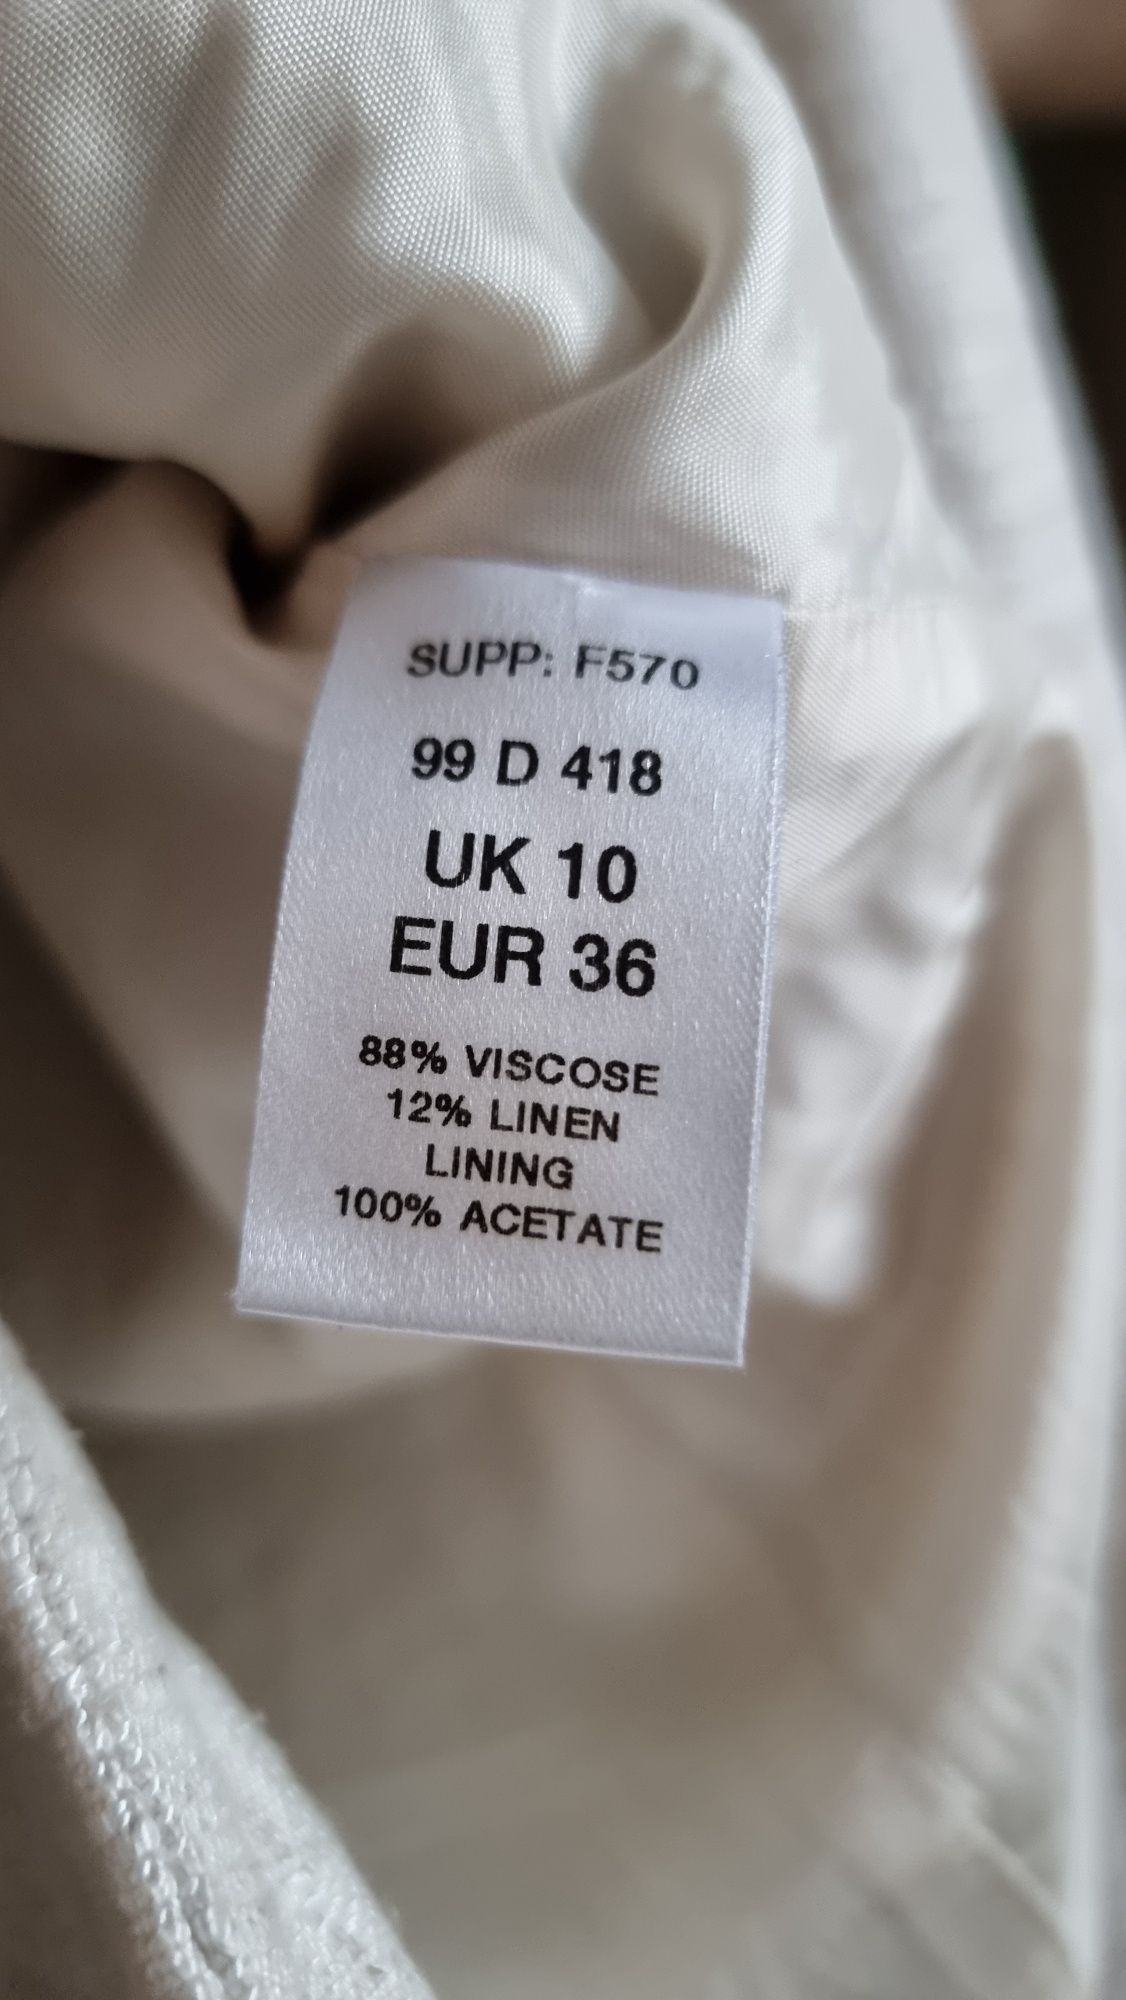 SUPP: F570
99 D 418
UK 10
EUR 36
88% VISCOSE
12% LINEN
LINING
100% ACETATE